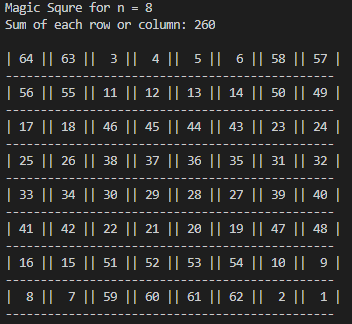 Magic Squre for n = 8
Sum of each row or column: 260
| 64 || 63 || 3 || 4 || 5 || 6 || 58 || 57 |
------------------------------------------------
| 56 || 55 || 11 || 12 || 13 || 14 || 50 || 49 |
------------------------------------------------
| 17 || 18 || 46 || 45 || 44 || 43 || 23 || 24 |
------------------------------------------------
| 25 || 26 || 38 || 37 || 36 || 35 || 31 || 32 |
------------------------------------------------
| 33 || 34 || 30 || 29 || 28 || 27 || 39 || 40 |
------------------------------------------------
| 41 || 42 || 22 || 21 || 20 || 19 || 47 || 48 |
------------------------------------------------
| 16 || 15 || 51 || 52 || 53 || 54 || 10 || 9 |
------------------------------------------------
| 8 || 7 || 59 || 60 || 61 || 62 || 2 || 1 |
------------------------------------------------